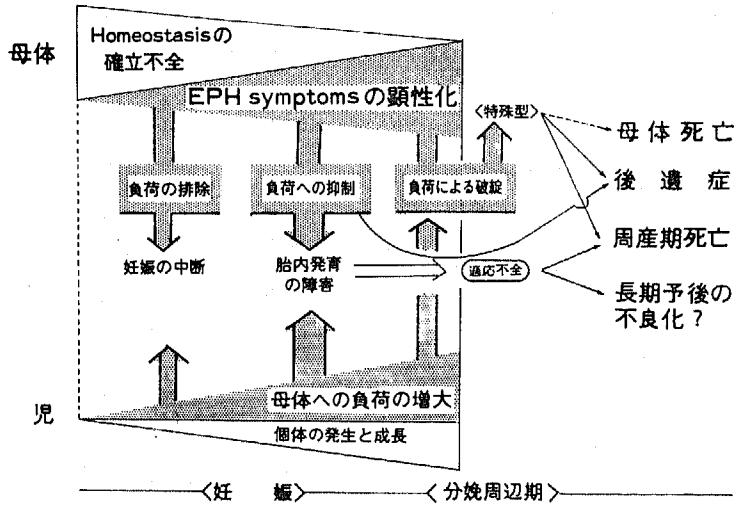 Homeostasisの
確立不全
母体
EPH symptomsの顕性化
〈特殊型〉
母体死亡
負荷の排除
負荷への抑制
負荷による破綻
後遺症
妊娠の中断
胎内発育
の障害
適応不全
周産期死亡
長期予後の
不良化?
母体への負荷の増大
児
個体の発生と成長
〈妊娠〉
〈分娩周辺期〉